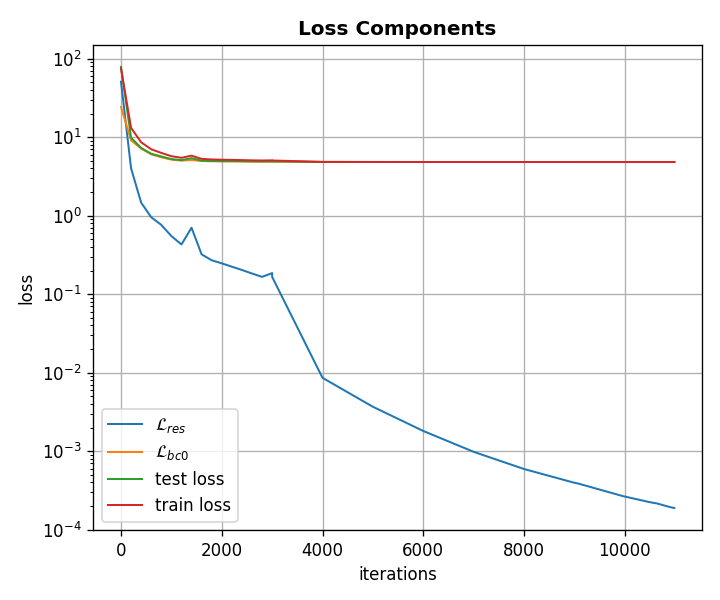 Loss Components
10^2
10^1
10^0
10^−1
10^−2
10^−3
10^−4
loss
ℒ_res
ℒ_bc0
test loss
train loss
0 2000 4000 6000 8000 10000
iterations